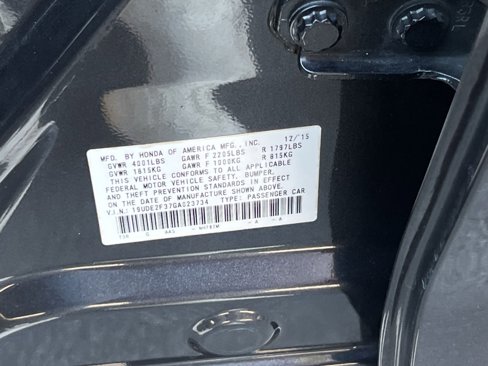 MFD. BY HONDA OF AMERICA MFG., INC. 12/15
GVWR 4001LBS GAWR F 2205LBS R 1797LBS
GVWR 1815KG GAWR F 1000KG R 815KG
THIS VEHICLE CONFORMS TO ALL APPLICABLE
FEDERAL MOTOR VEHICLE SAFETY, BUMPER,
AND THEFT PREVENTION STANDARDS IN EFFECT
ON THE DATE OF MANUFACTURE SHOWN ABOVE.
V.I.N.: 19UDE2F37GA023734 TYPE: PASSENGER CAR